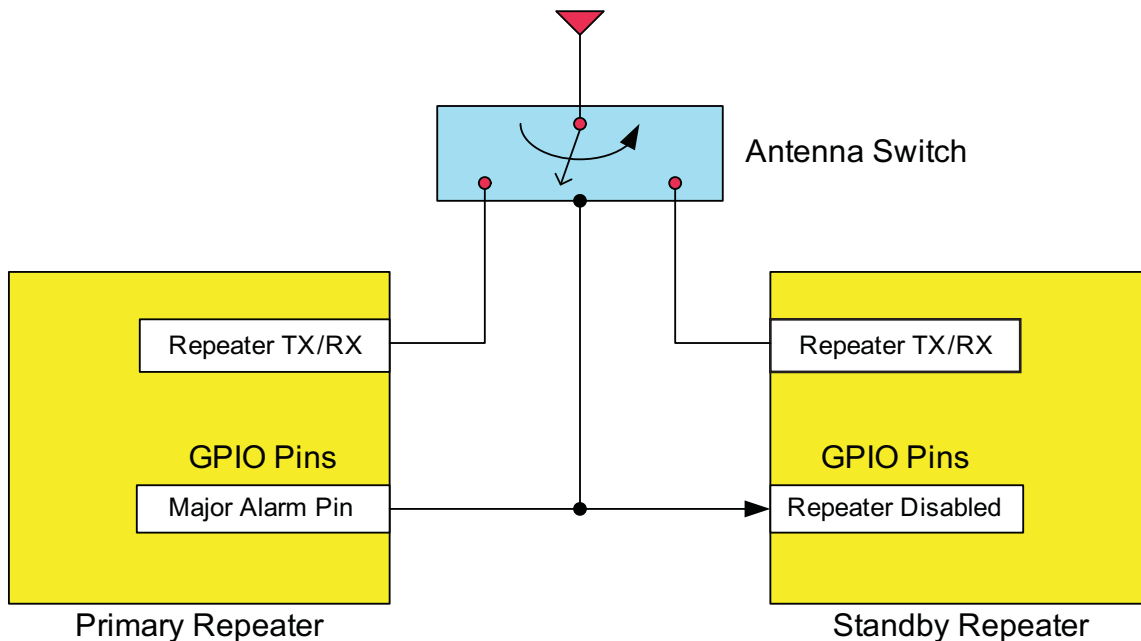 Antenna Switch
Repeater TX/RX
Repeater TX/RX
GPIO Pins
GPIO Pins
Major Alarm Pin
Repeater Disabled
Primary Repeater
Standby Repeater